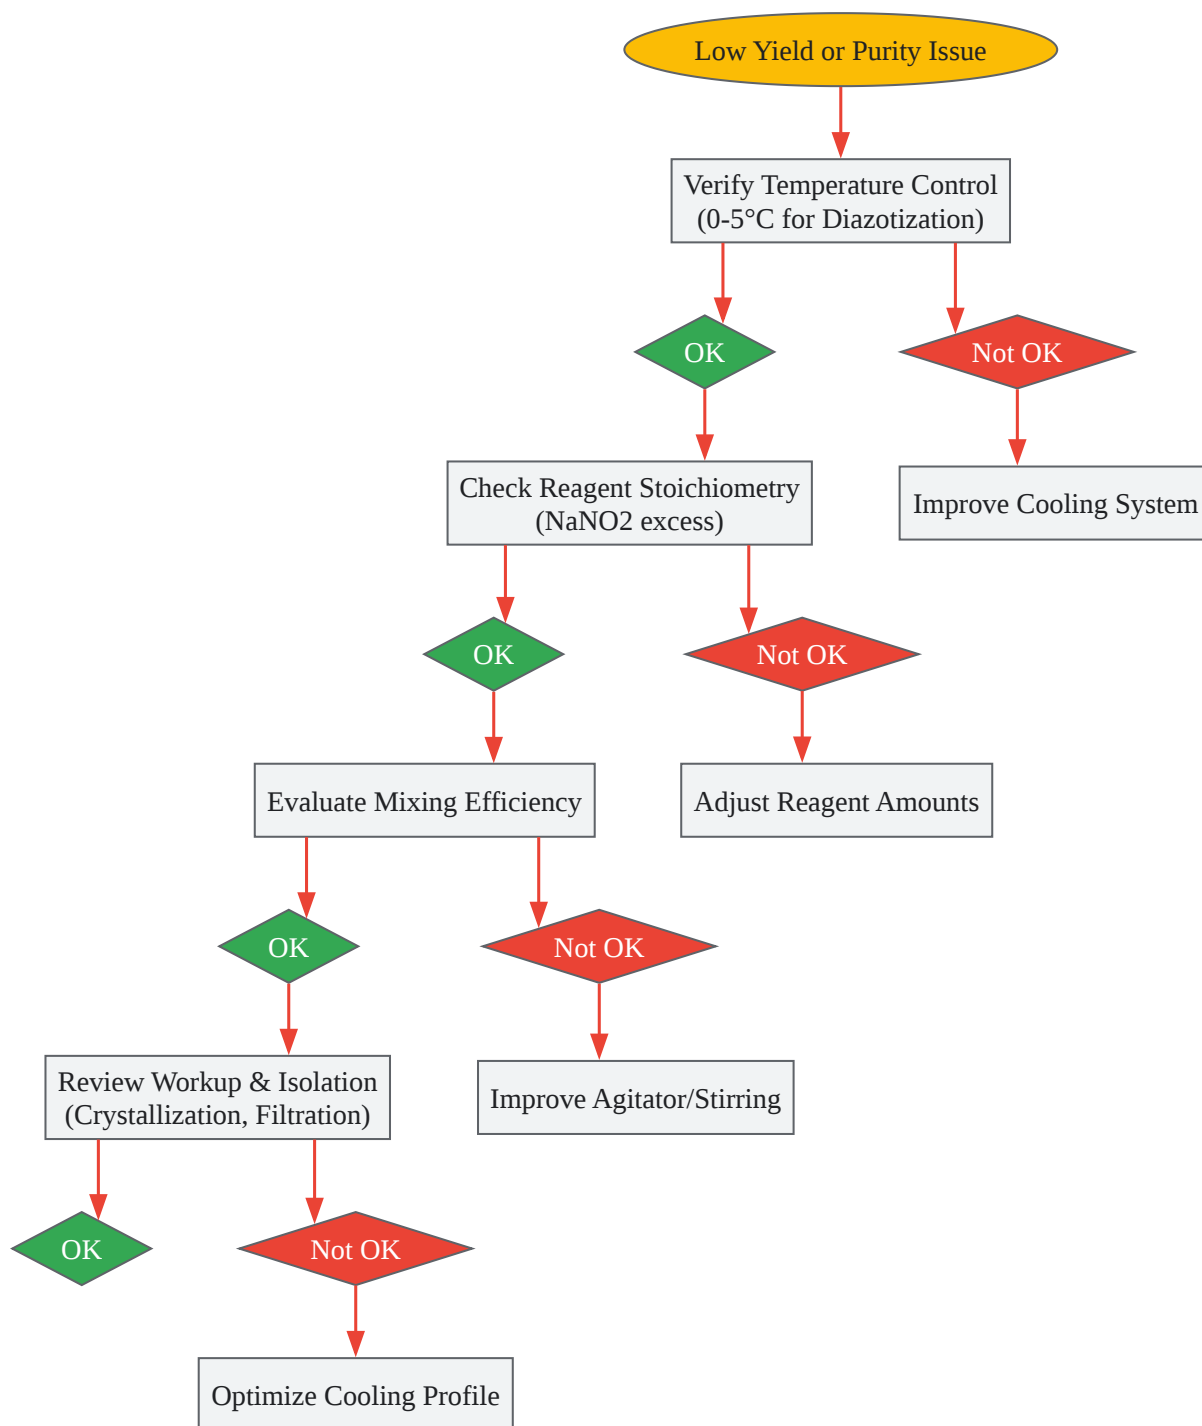 Low Yield or Purity Issue
Verify Temperature Control
(0-5°C for Diazotization)
OK
Not OK
Check Reagent Stoichiometry
(NaNO2 excess)
Improve Cooling System
OK
Not OK
Evaluate Mixing Efficiency
Adjust Reagent Amounts
OK
Not OK
Review Workup & Isolation
(Crystallization, Filtration)
Improve Agitator/Stirring
OK
Not OK
Optimize Cooling Profile